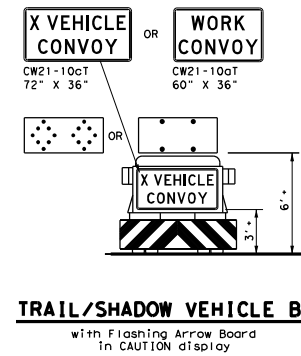 X VEHICLE
CONVOY
OR
WORK
CONVOY
CW21-10cT
72" X 36"
CW21-10aT
60" X 36"
OR
X VEHICLE
CONVOY
3'±
6'±
TRAIL/SHADOW VEHICLE B
with Flashing Arrow Board
in CAUTION display